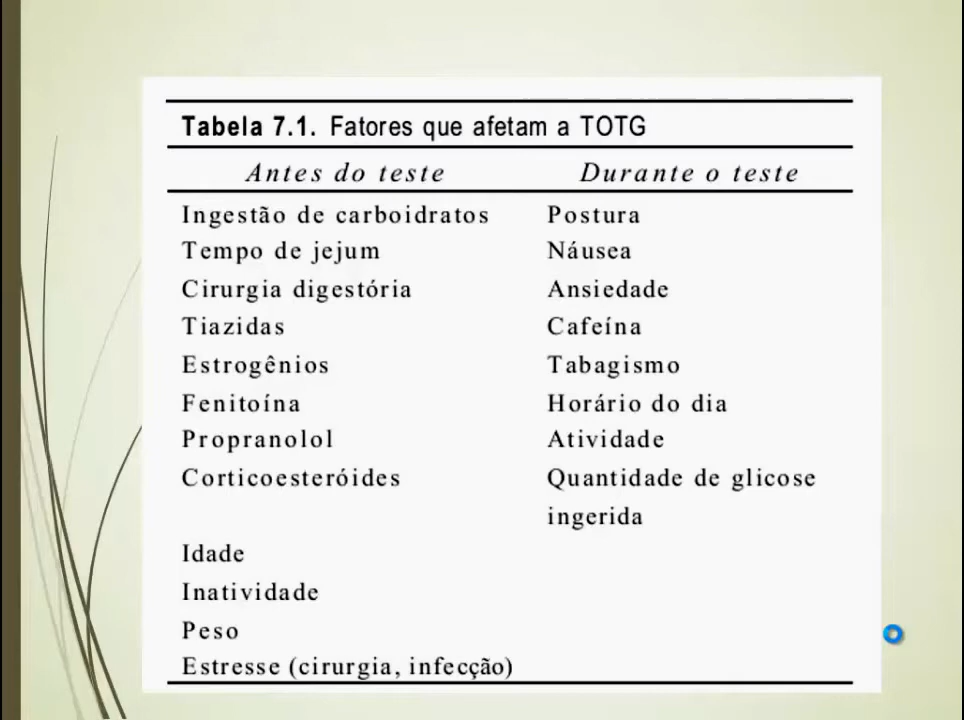 Tabela 7.1. Fatores que afetam a TOTG
Antes do teste Durante o teste
Ingestão de carboidratos Postura
Tempo de jejum Náusea
Cirurgia digestória Ansiedade
Tiazidas Cafeína
Estrogênios Tabagismo
Fenitoína Horário do dia
Propranolol Atividade
Corticoesteróides Quantidade de glicose
ingerida
Idade
Inatividade
Peso
Estresse (cirurgia, infecção)